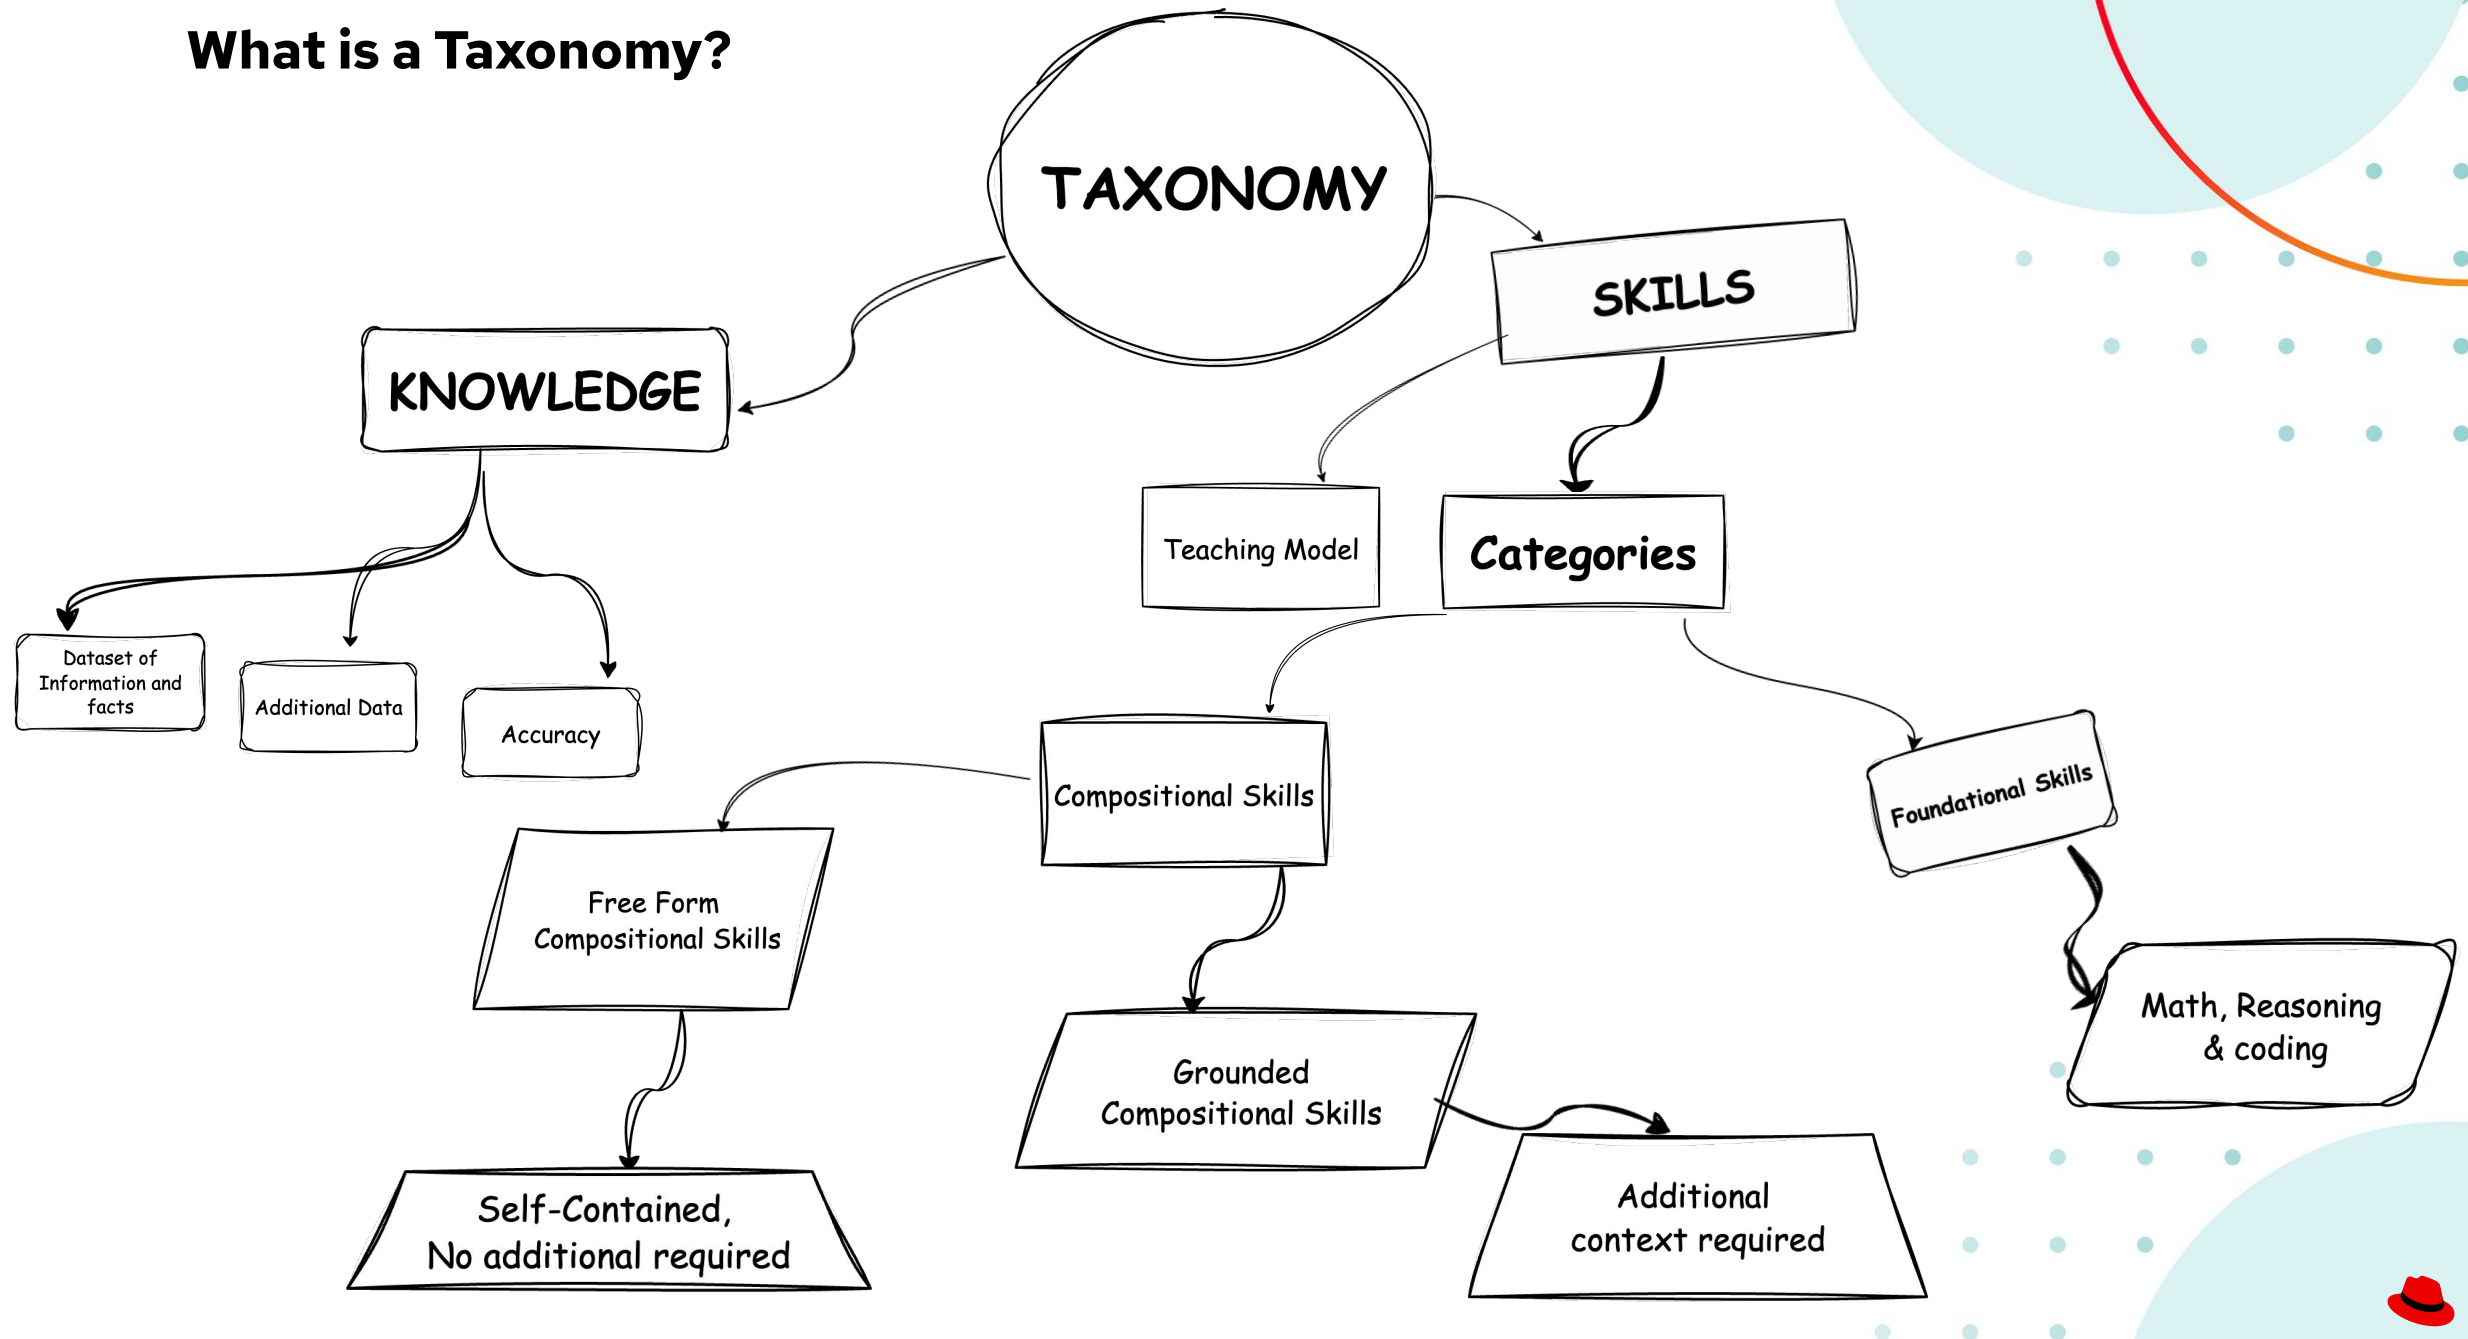 What is a Taxonomy?
TAXONOMY
SKILLS
KNOWLEDGE
Teaching Model
Categories
Dataset of
Information and
facts
Additional Data
Accuracy
Compositional Skills
Foundational Skills
Free Form
Compositional Skills
Math, Reasoning
& coding
Grounded
Compositional Skills
Self-Contained,
No additional required
Additional
context required